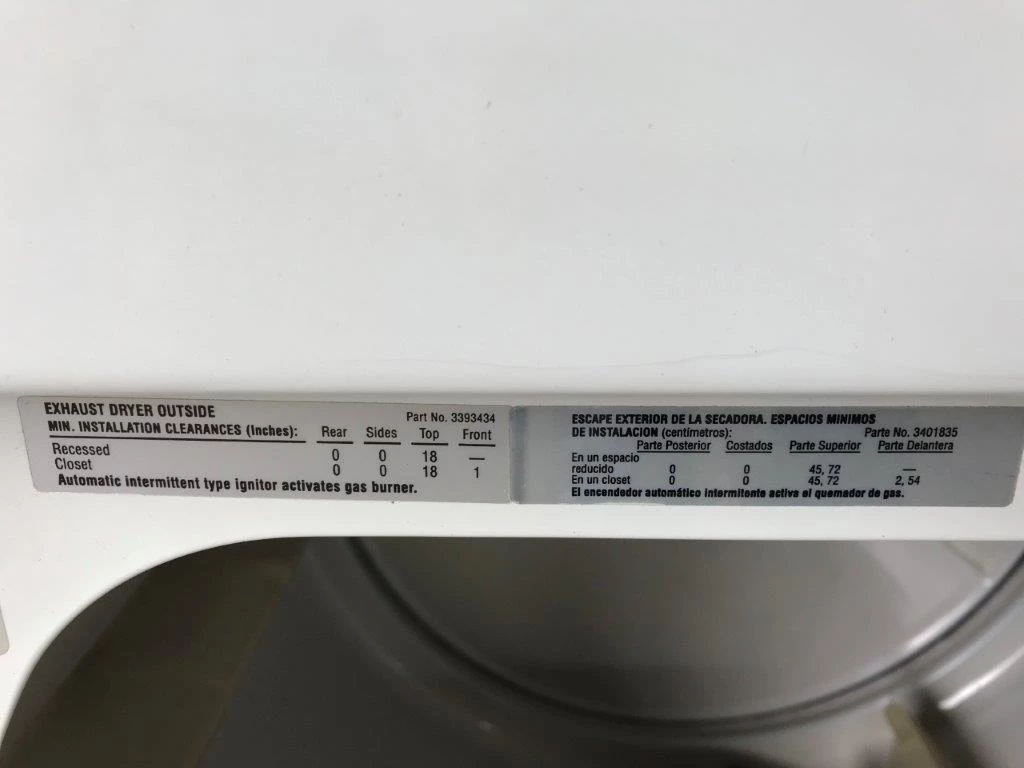 EXHAUST DRYER OUTSIDE
Part No. 3393434
MIN. INSTALLATION CLEARANCES (Inches): Rear Sides Top Front
Recessed 0 0 18 —
Closet 0 0 18 1
Automatic intermittent type ignitor activates gas burner.
ESCAPE EXTERIOR DE LA SECADORA. ESPACIOS MINIMOS
DE INSTALACION (centímetros): Parte No. 3401835
Parte Posterior Costados Parte Superior Parte Delantera
En un espacio
reducido 0 0 45, 72 —
En un closet 0 0 45, 72 2, 54
El encendedor automático intermitente activa el quemador de gas.